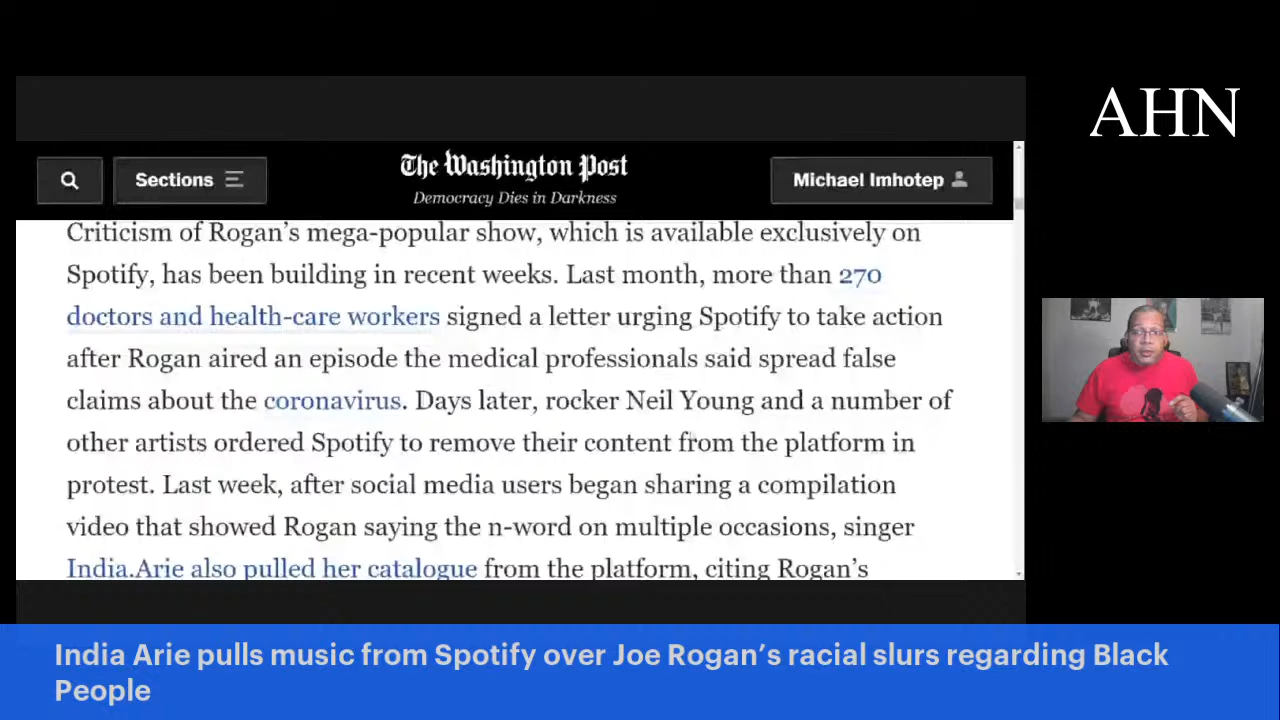 AHN
Sections
The Washington Post
Democracy Dies in Darkness
Michael Imhotep
Criticism of Rogan’s mega-popular show, which is available exclusively on
Spotify, has been building in recent weeks. Last month, more than 270
doctors and health-care workers signed a letter urging Spotify to take action
after Rogan aired an episode the medical professionals said spread false
claims about the coronavirus. Days later, rocker Neil Young and a number of
other artists ordered Spotify to remove their content from the platform in
protest. Last week, after social media users began sharing a compilation
video that showed Rogan saying the n-word on multiple occasions, singer
India.Arie also pulled her catalogue from the platform, citing Rogan’s
India Arie pulls music from Spotify over Joe Rogan’s racial slurs regarding Black
People